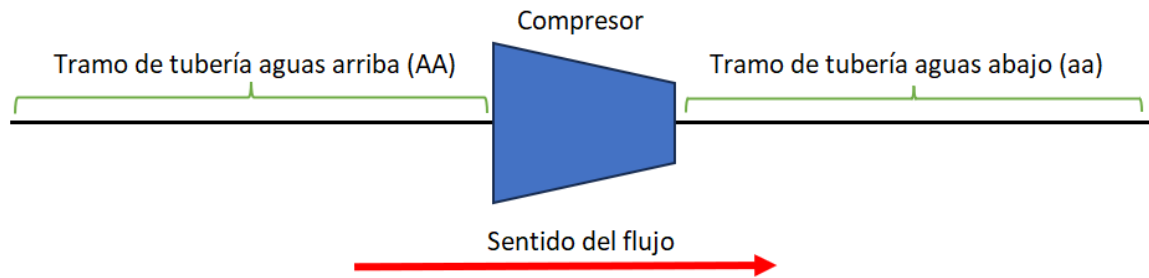 Compresor
Tramo de tubería aguas arriba (AA)
Tramo de tubería aguas abajo (aa)
Sentido del flujo